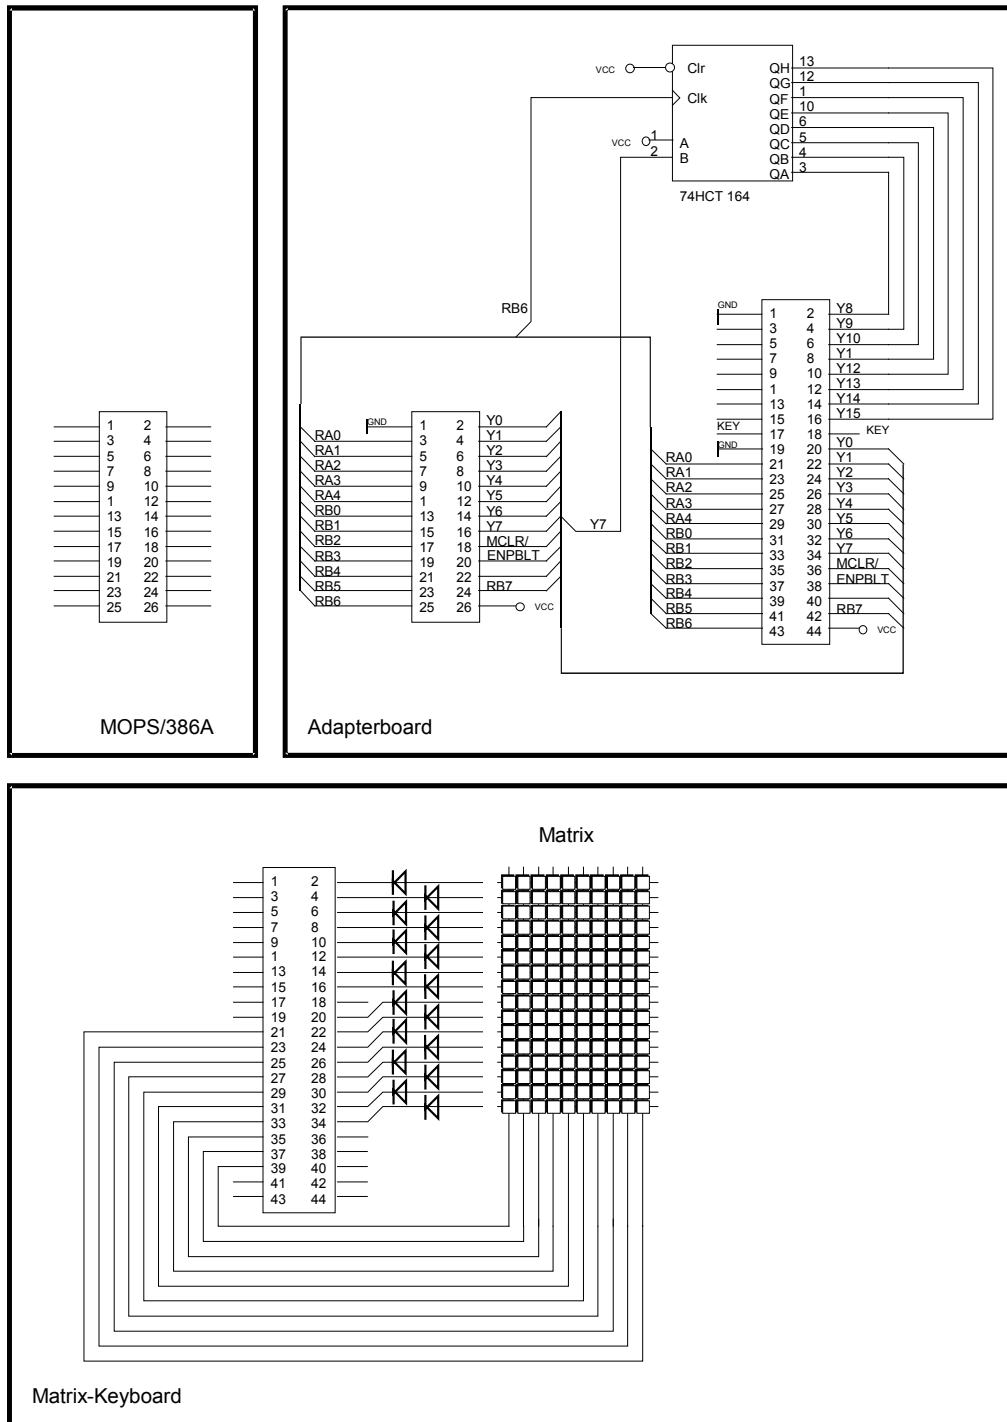 VCC Clr QH 13
QG 12
Clk QF 1
QE 10
QD 6
VCC 1 A QC 5
2 B QB 4
QA 3
74HCT 164
RB6
GND 1 2 Y8
3 4 Y9
5 6 Y10
7 8 Y1
9 10 Y12
1 12 Y13
13 14 Y14
15 16 Y15
KEY 17 18 KEY
GND 19 20 Y0
RA0 21 22 Y1
RA1 23 24 Y2
RA2 25 26 Y3
RA3 27 28 Y4
RA4 29 30 Y5
RB0 31 32 Y6
RB1 33 34 Y7
RB2 35 36 MCLR/
RB3 37 38 ENPBLT
RB4 39 40
RB5 41 42 RB7
RB6 43 44 VCC
1 2
3 4
5 6
7 8
9 10
1 12
13 14
15 16
17 18
19 20
21 22
23 24
25 26
GND 1 2 Y0
RA0 3 4 Y1
RA1 5 6 Y2
RA2 7 8 Y3
RA3 9 10 Y4
RA4 1 12 Y5
RB0 13 14 Y6
RB1 15 16 Y7
RB2 17 18 MCLR/
RB3 19 20 ENPBLT
RB4 21 22
RB5 23 24 RB7
RB6 25 26 VCC
Y7
MOPS/386A
Adapterboard
Matrix
1 2
3 4
5 6
7 8
9 10
1 12
13 14
15 16
17 18
19 20
21 22
23 24
25 26
27 28
29 30
31 32
33 34
35 36
37 38
39 40
41 42
43 44
Matrix-Keyboard